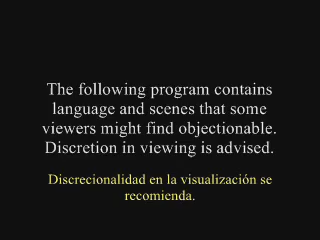 The following program contains
language and scenes that some
viewers might find objectionable.
Discretion in viewing is advised.
Discrecionalidad en la visualización se
recomienda.